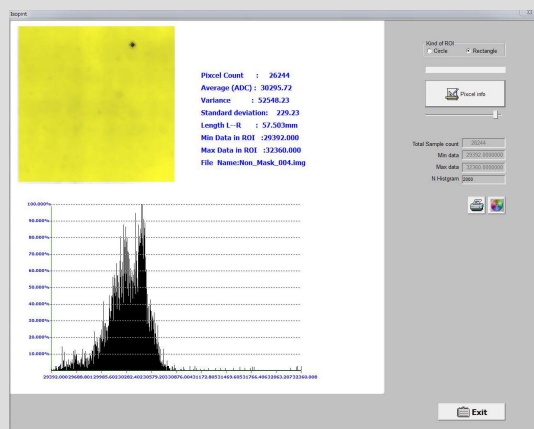 Isoprnt
Kind of ROI
Circle
Rectangle
Pixcel info
Pixcel Count : 26244
Average (ADC) : 30295.72
Variance : 52548.23
Standard deviation: 229.23
Length L--R : 57.503mm
Min Data in ROI :29392.000
Max Data in ROI :32360.000
File Name:Non_Mask_004.img
Total Sample count 26244
Min data 29392.0000000
Max data 32360.0000000
N Histgram 2000
100.000%
90.000%
80.000%
70.000%
60.000%
50.000%
40.000%
30.000%
20.000%
10.000%
Exit